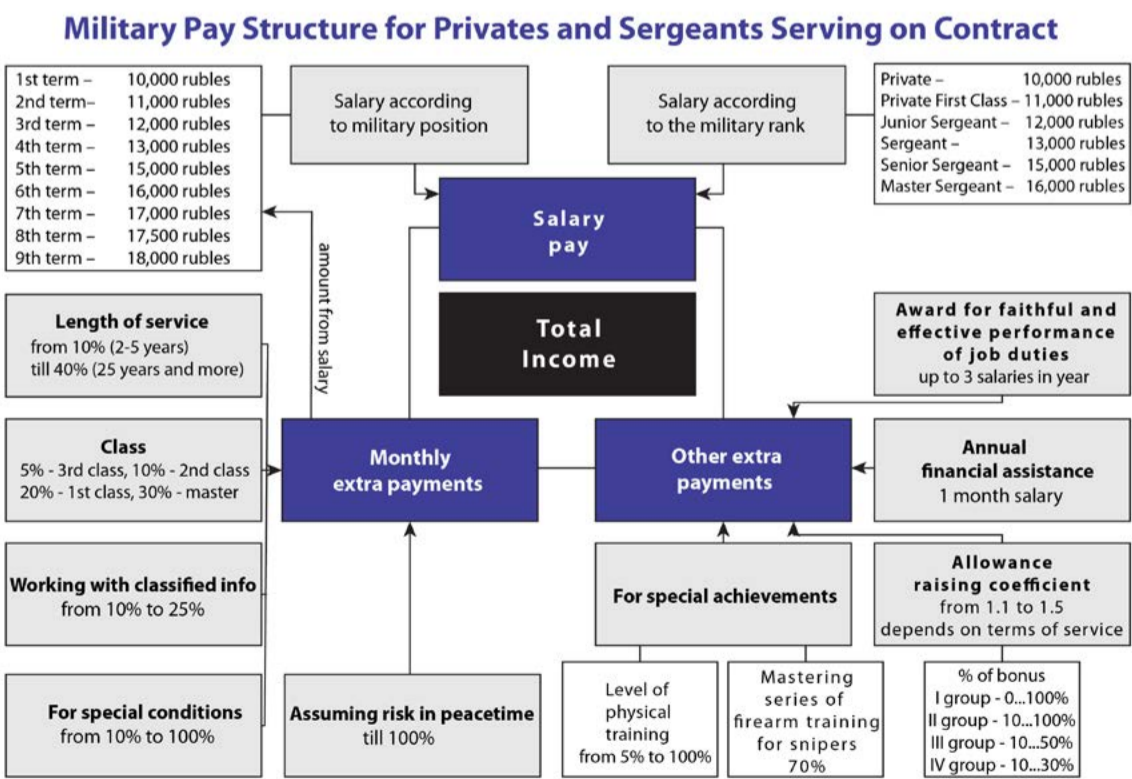 Military Pay Structure for Privates and Sergeants Serving on Contract
1st term – 10,000 rubles
2nd term– 11,000 rubles
3rd term – 12,000 rubles
4th term – 13,000 rubles
5th term – 15,000 rubles
6th term – 16,000 rubles
7th term – 17,000 rubles
8th term – 17,500 rubles
9th term – 18,000 rubles
Salary according
to military position
Salary according
to the military rank
Private – 10,000 rubles
Private First Class – 11,000 rubles
Junior Sergeant – 12,000 rubles
Sergeant – 13,000 rubles
Senior Sergeant – 15,000 rubles
Master Sergeant – 16,000 rubles
Salary
pay
amount from salary
Total
Income
Length of service
from 10% (2-5 years)
till 40% (25 years and more)
Award for faithful and
effective performance
of job duties
up to 3 salaries in year
Class
5% - 3rd class, 10% - 2nd class
20% - 1st class, 30% - master
Monthly
extra payments
Other extra
payments
Annual
financial assistance
1 month salary
Working with classified info
from 10% to 25%
For special achievements
Allowance
raising coefficient
from 1.1 to 1.5
depends on terms of service
For special conditions
from 10% to 100%
Assuming risk in peacetime
till 100%
Level of
physical
training
from 5% to 100%
Mastering
series of
firearm training
for snipers
70%
% of bonus
I group - 0...100%
II group - 10...100%
III group - 10...50%
IV group - 10...30%